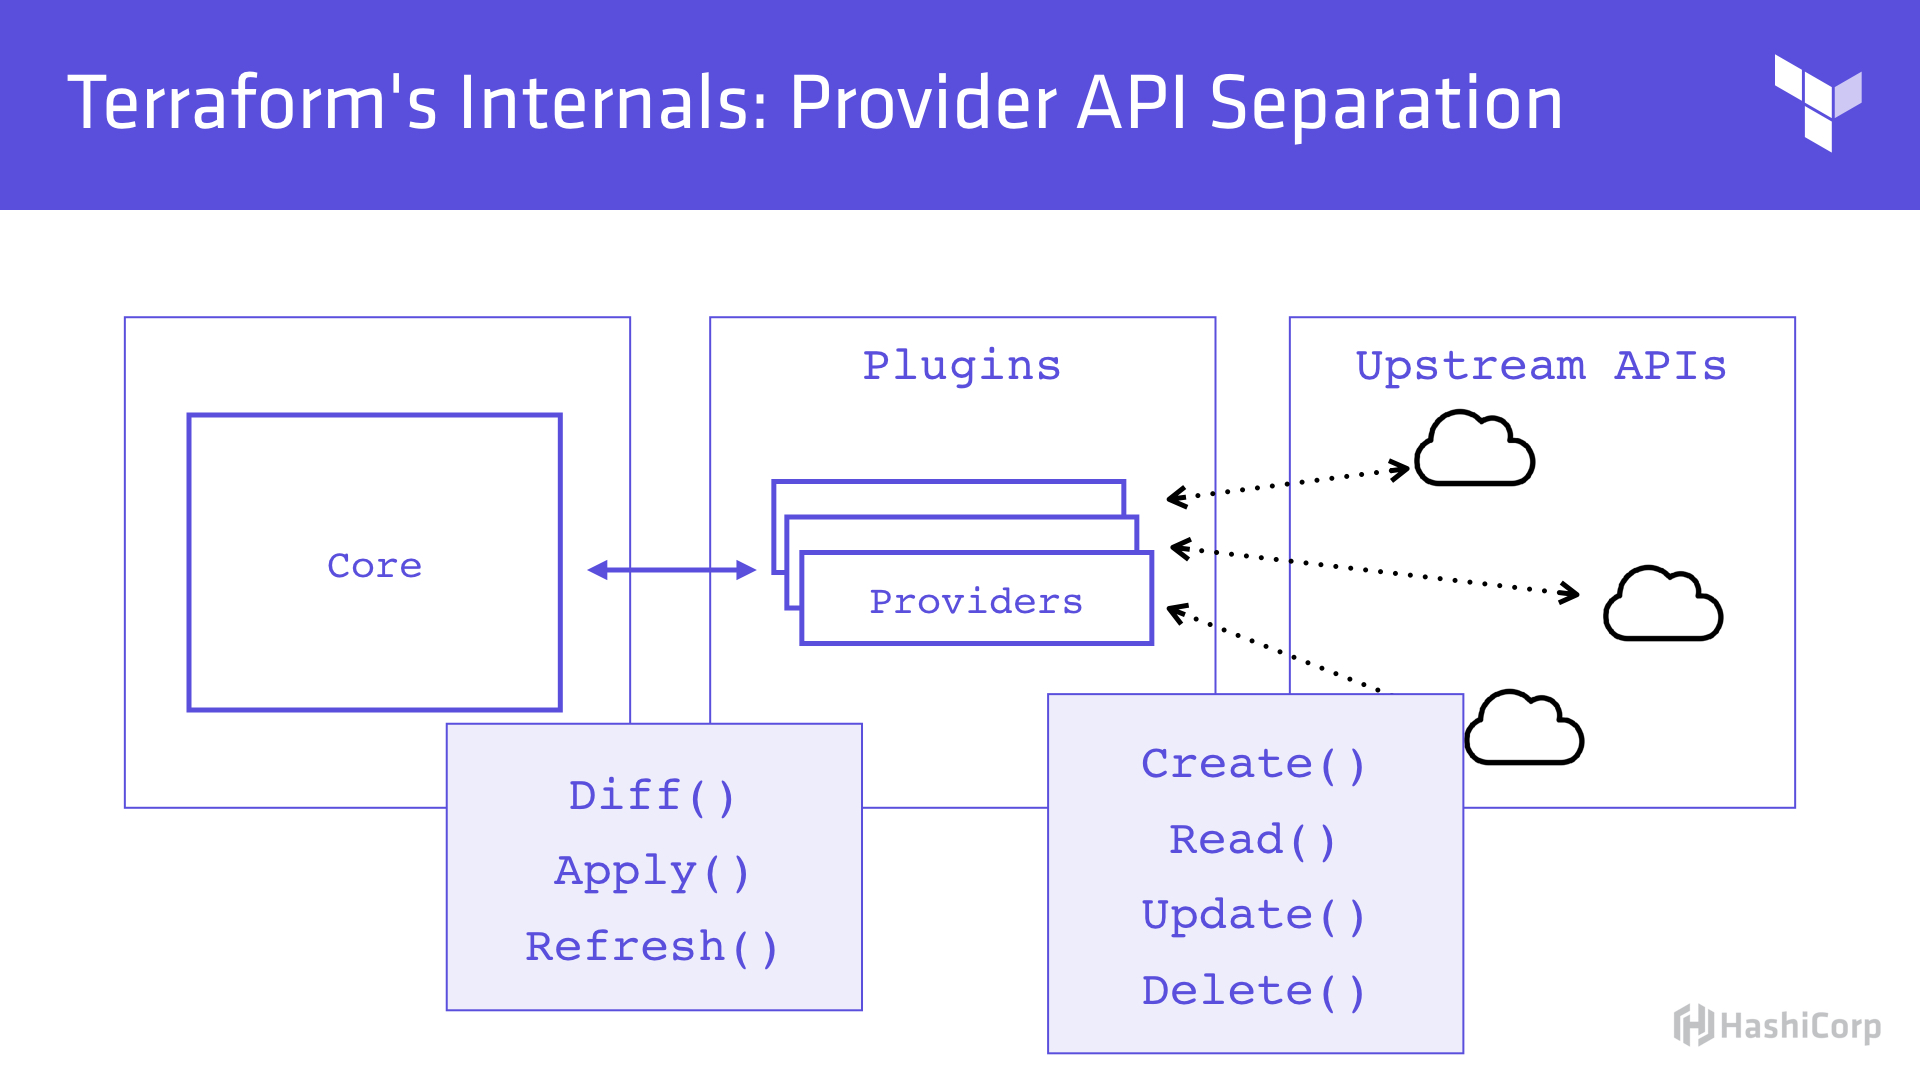 Terraform's Internals: Provider API Separation
Plugins
Upstream APIs
Core
Providers
Diff()
Apply()
Refresh()
Create()
Read()
Update()
Delete()
HashiCorp